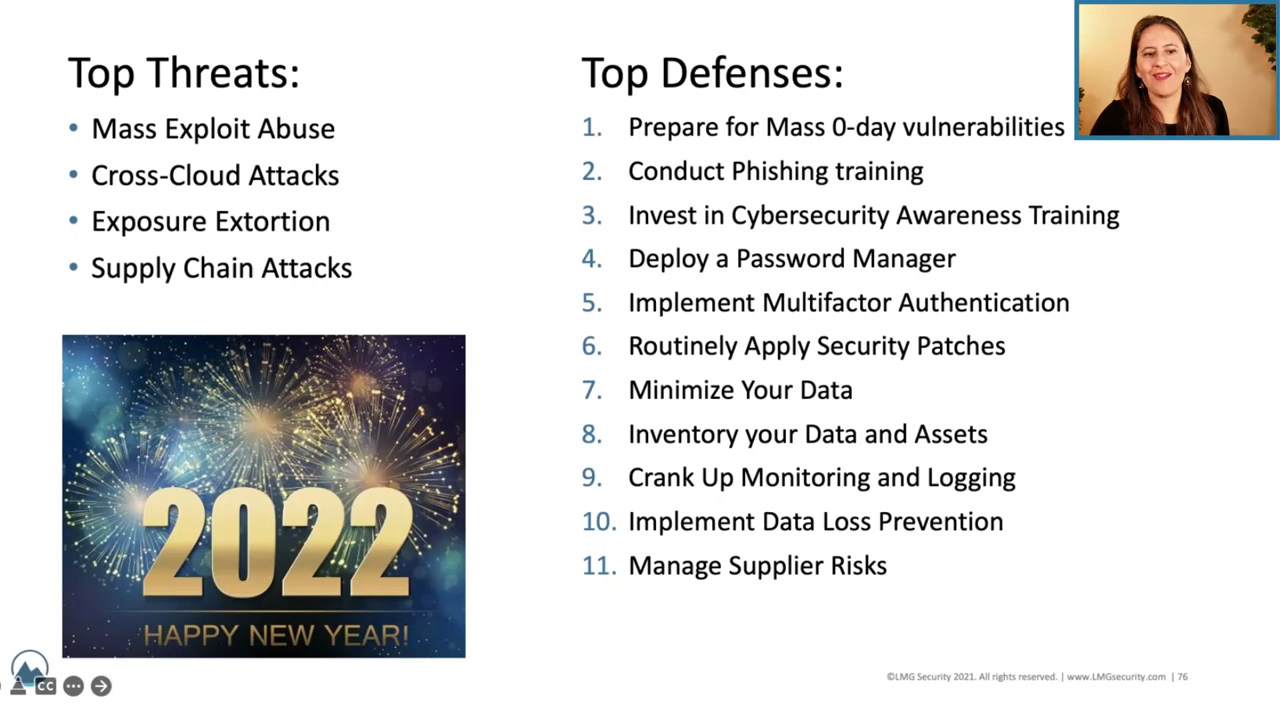 Top Threats:
• Mass Exploit Abuse
• Cross-Cloud Attacks
• Exposure Extortion
• Supply Chain Attacks
2022
HAPPY NEW YEAR!
Top Defenses:
1. Prepare for Mass 0-day vulnerabilities
2. Conduct Phishing training
3. Invest in Cybersecurity Awareness Training
4. Deploy a Password Manager
5. Implement Multifactor Authentication
6. Routinely Apply Security Patches
7. Minimize Your Data
8. Inventory your Data and Assets
9. Crank Up Monitoring and Logging
10. Implement Data Loss Prevention
11. Manage Supplier Risks
CC
©LMG Security 2021. All rights reserved. | www.LMGsecurity.com | 76